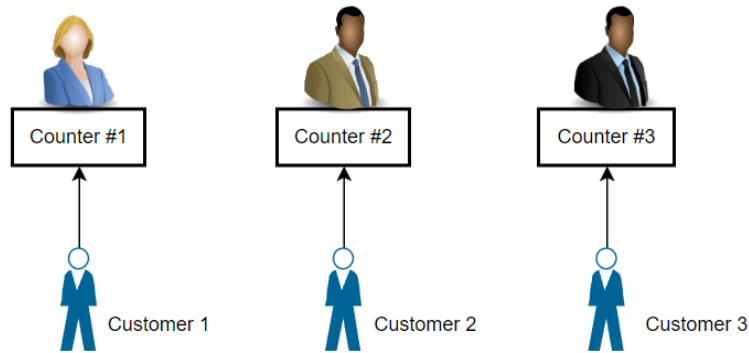 Counter #1
Counter #2
Counter #3
Customer 1
Customer 2
Customer 3